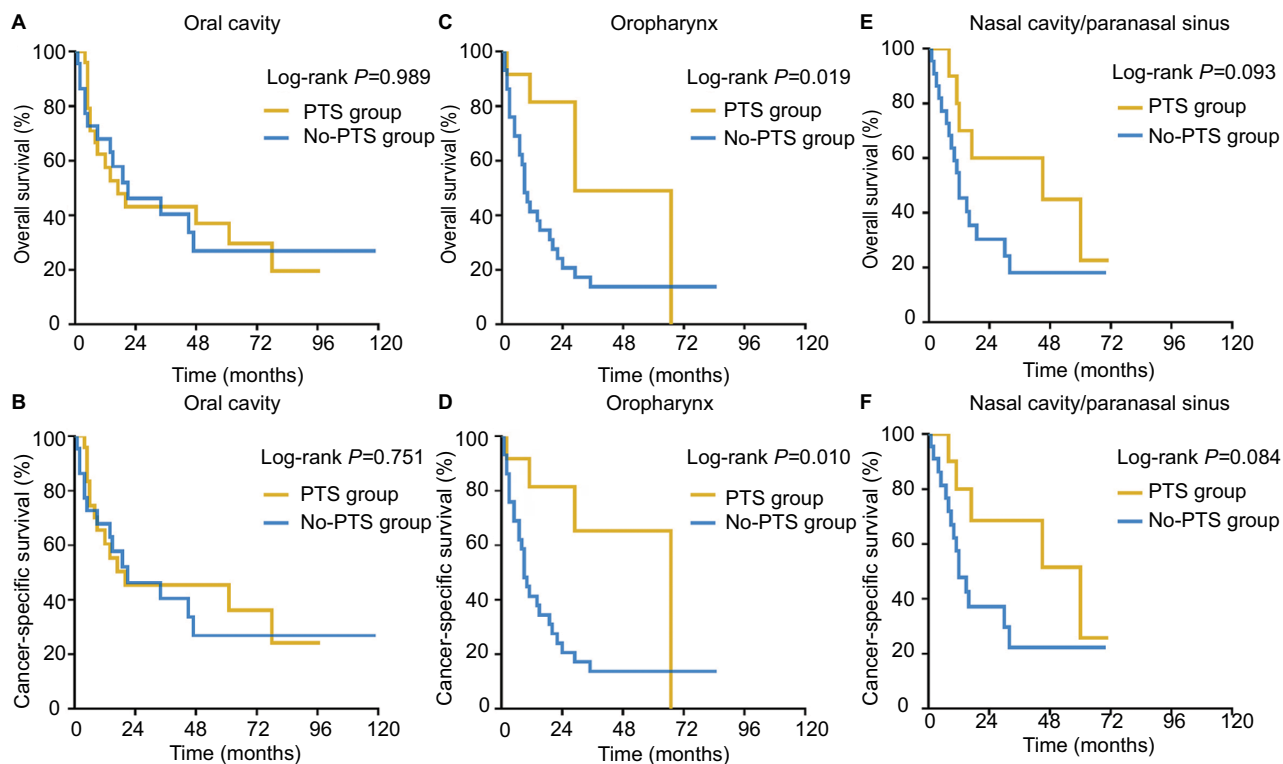 A
Oral cavity
Overall survival (%)
100
80
60
40
20
0
Log-rank P=0.989
PTS group
No-PTS group
0 24 48 72 96 120
Time (months)
C
Oropharynx
Overall survival (%)
100
80
60
40
20
0
Log-rank P=0.019
PTS group
No-PTS group
0 24 48 72 96 120
Time (months)
E
Nasal cavity/paranasal sinus
Overall survival (%)
100
80
60
40
20
0
Log-rank P=0.093
PTS group
No-PTS group
0 24 48 72 96 120
Time (months)
B
Oral cavity
Cancer-specific survival (%)
100
80
60
40
20
0
Log-rank P=0.751
PTS group
No-PTS group
0 24 48 72 96 120
Time (months)
D
Oropharynx
Cancer-specific survival (%)
100
80
60
40
20
0
Log-rank P=0.010
PTS group
No-PTS group
0 24 48 72 96 120
Time (months)
F
Nasal cavity/paranasal sinus
Cancer-specific survival (%)
100
80
60
40
20
0
Log-rank P=0.084
PTS group
No-PTS group
0 24 48 72 96 120
Time (months)